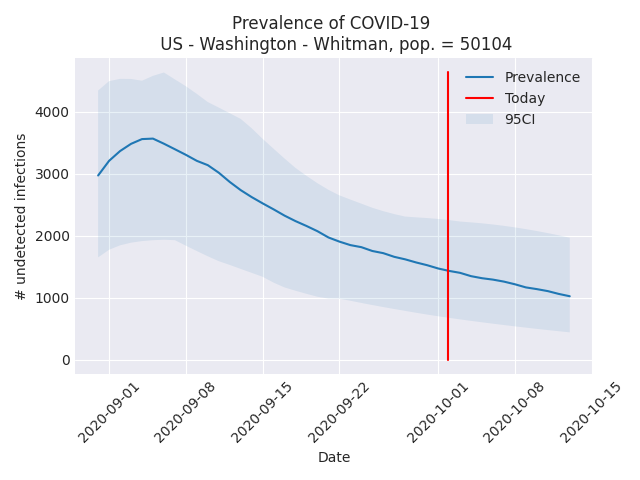 Prevalence of COVID-19
US - Washington - Whitman, pop. = 50104
Prevalence
Today
95CI
# undetected infections
4000
3000
2000
1000
0
2020-09-01
2020-09-08
2020-09-15
2020-09-22
2020-10-01
2020-10-08
2020-10-15
Date